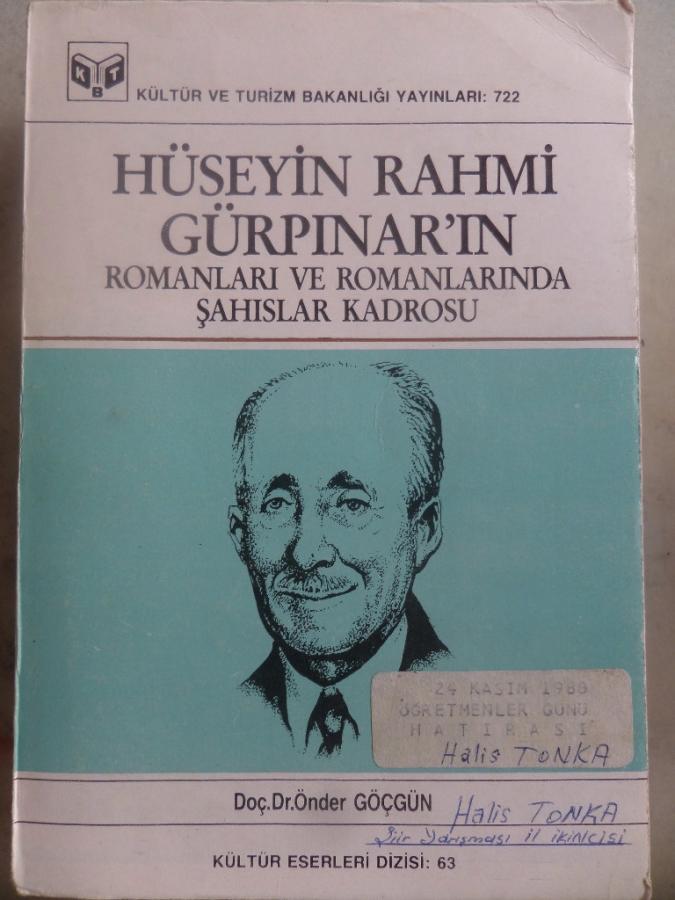 K B T
KÜLTÜR VE TURİZM BAKANLIĞI YAYINLARI: 722
HÜSEYİN RAHMİ
GÜRPINAR'IN
ROMANLARI VE ROMANLARINDA
ŞAHISLAR KADROSU
24 KASIM 1988
ÖĞRETMENLER GÜNÜ
HATIRASI
Halis TONKA
Doç.Dr.Önder GÖÇGÜN
Halis TONKA
Şiir Yarışması il ikincisi
KÜLTÜR ESERLERİ DİZİSİ: 63